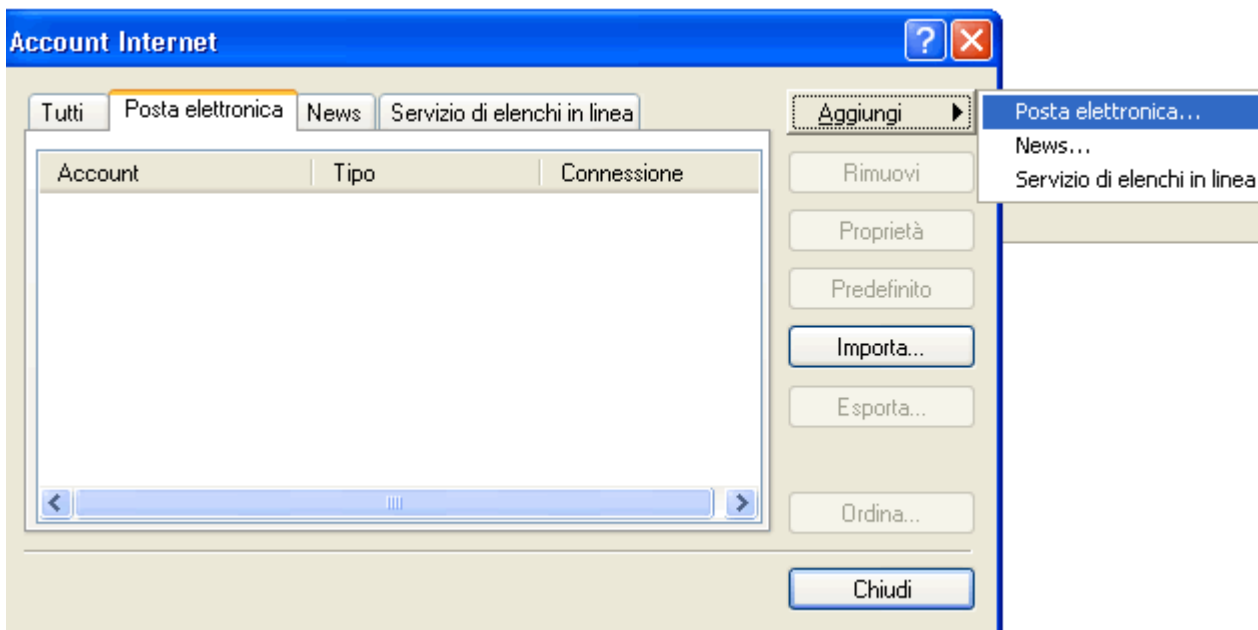 Account Internet
?
Tutti
Posta elettronica
News
Servizio di elenchi in linea
Aggiungi
Posta elettronica...
News...
Servizio di elenchi in linea
Account
Tipo
Connessione
Rimuovi
Proprietà
Predefinito
Importa...
Esporta...
Ordina...
Chiudi